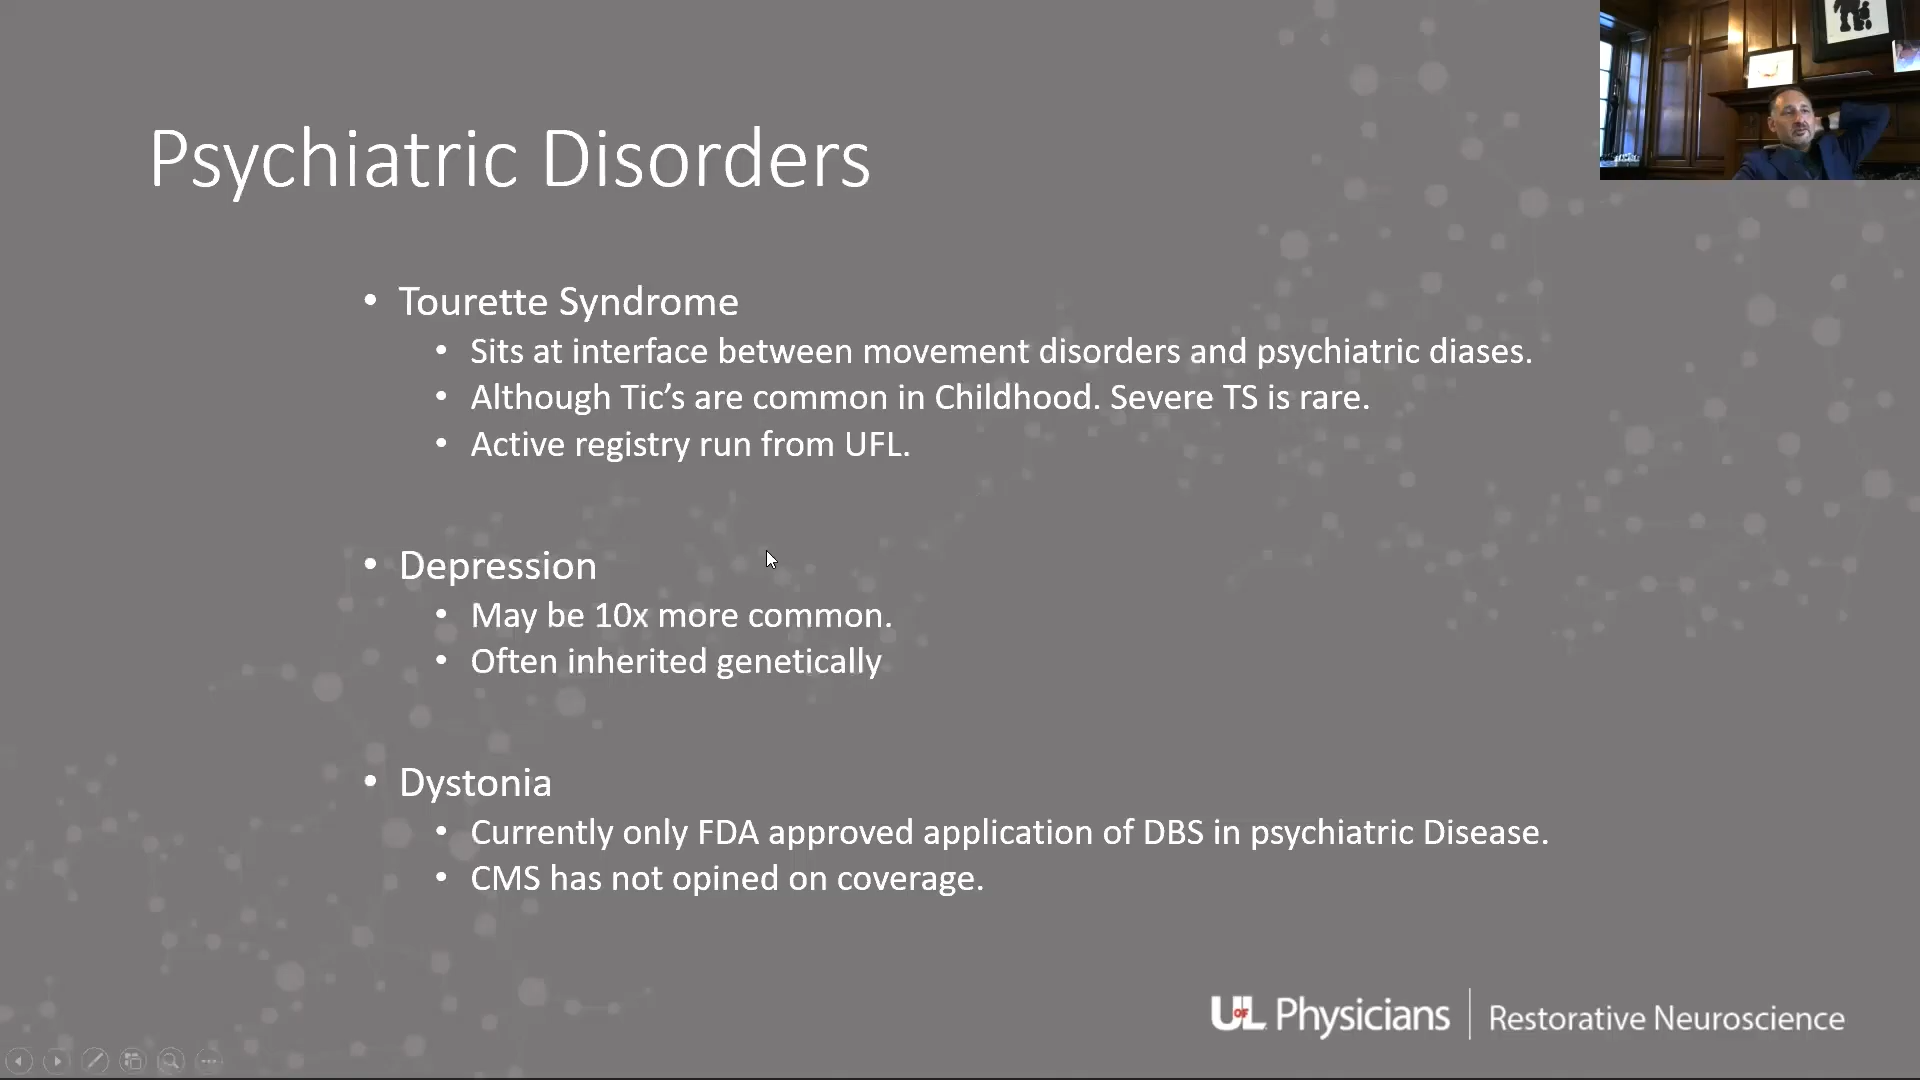 Psychiatric Disorders
• Tourette Syndrome
• Sits at interface between movement disorders and psychiatric diases.
• Although Tic’s are common in Childhood. Severe TS is rare.
• Active registry run from UFL.
• Depression
• May be 10x more common.
• Often inherited genetically
• Dystonia
• Currently only FDA approved application of DBS in psychiatric Disease.
• CMS has not opined on coverage.
UofL Physicians | Restorative Neuroscience